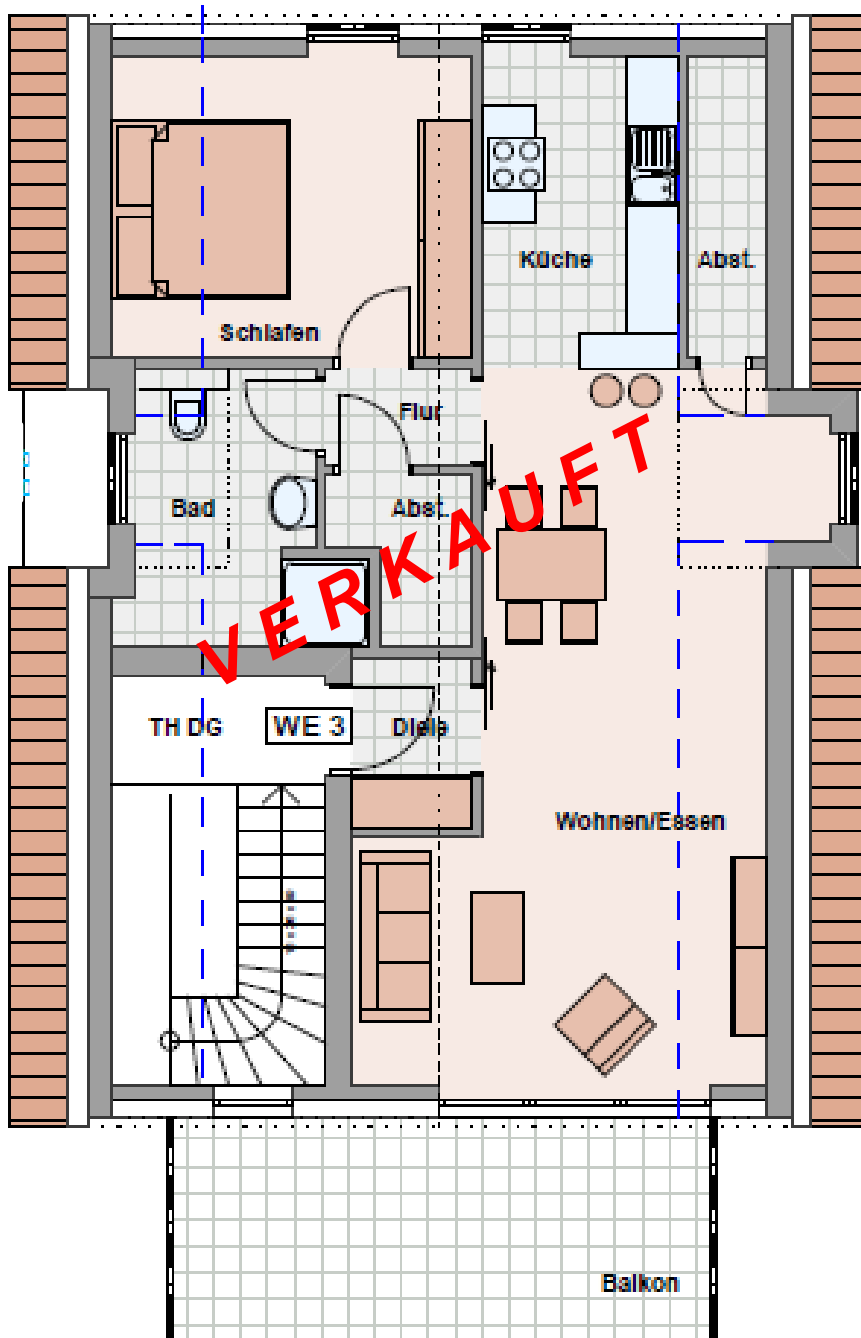 Küche
Abst.
Schlafen
Flur
Bad
Abst.
VERKAUFT
TH DG
WE 3
Diele
Wohnen/Essen
Balkon